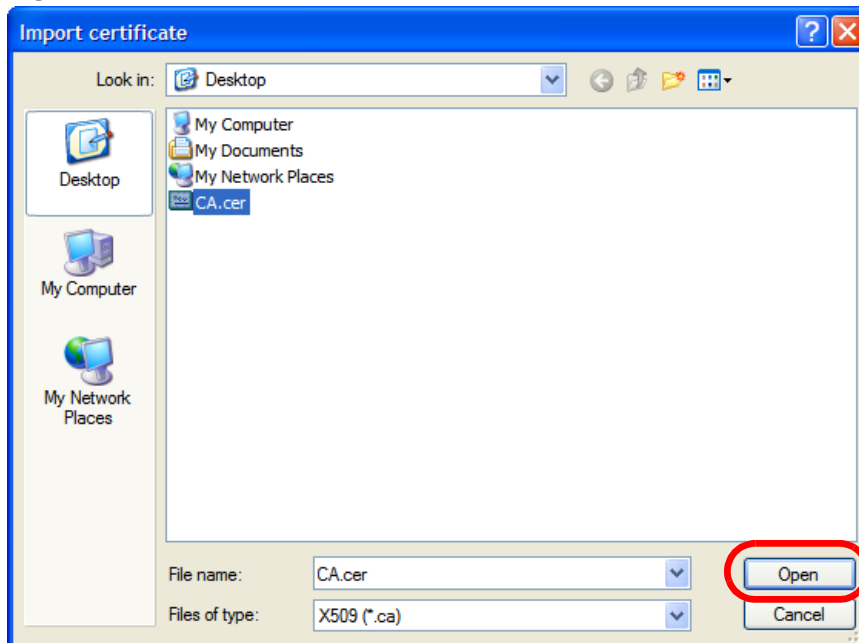 Import certificate
Look in: Desktop
My Computer
My Documents
My Network Places
CA.cer
Desktop
My Computer
My Network
Places
File name: CA.cer
Open
Files of type: X509 (*.ca)
Cancel